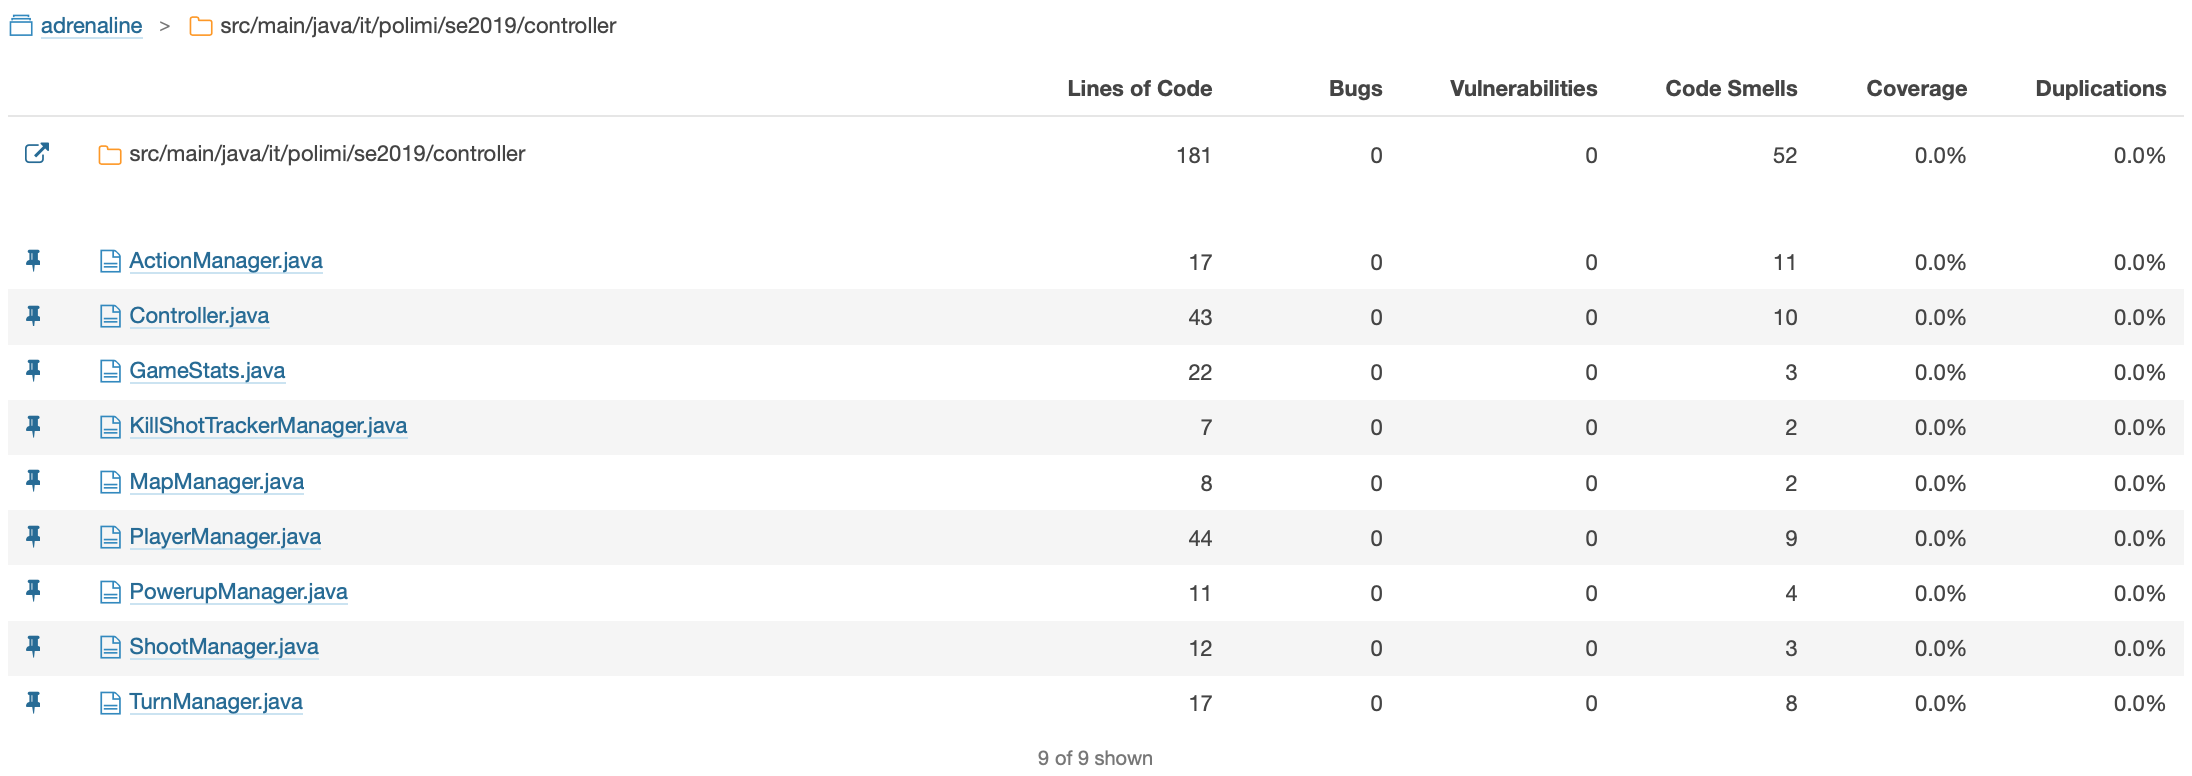 adrenaline > src/main/java/it/polimi/se2019/controller
Lines of Code Bugs Vulnerabilities Code Smells Coverage Duplications
src/main/java/it/polimi/se2019/controller 181 0 0 52 0.0% 0.0%
ActionManager.java 17 0 0 11 0.0% 0.0%
Controller.java 43 0 0 10 0.0% 0.0%
GameStats.java 22 0 0 3 0.0% 0.0%
KillShotTrackerManager.java 7 0 0 2 0.0% 0.0%
MapManager.java 8 0 0 2 0.0% 0.0%
PlayerManager.java 44 0 0 9 0.0% 0.0%
PowerupManager.java 11 0 0 4 0.0% 0.0%
ShootManager.java 12 0 0 3 0.0% 0.0%
TurnManager.java 17 0 0 8 0.0% 0.0%
9 of 9 shown